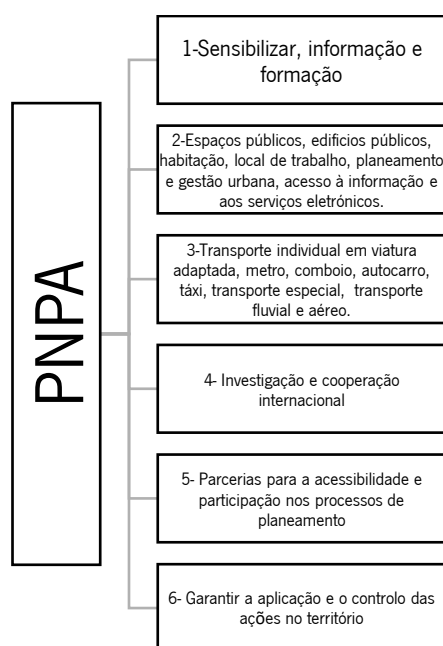 PNPA
1-Sensibilizar, informação e
formação
2-Espaços públicos, edificios públicos,
habitação, local de trabalho, planeamento
e gestão urbana, acesso à informação e
aos serviços eletrónicos.
3-Transporte individual em viatura
adaptada, metro, comboio, autocarro,
táxi, transporte especial, transporte
fluvial e aéreo.
4- Investigação e cooperação
internacional
5- Parcerias para a acessibilidade e
participação nos processos de
planeamento
6- Garantir a aplicação e o controlo das
ações no território